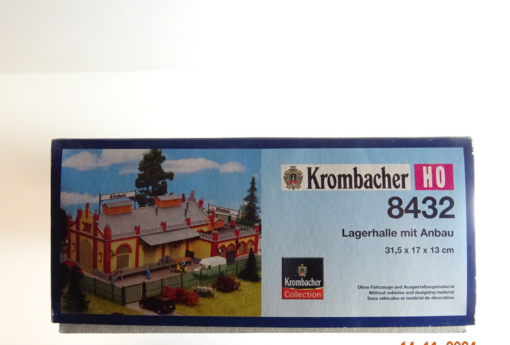 Krombacher HO
8432
Lagerhalle mit Anbau
31,5 x 17 x 13 cm
Krombacher
Collection
Ohne Fahrzeuge und Ausgestaltungsmaterial
Without vehicles and designing material
Sans véhicules et matériel de décoration